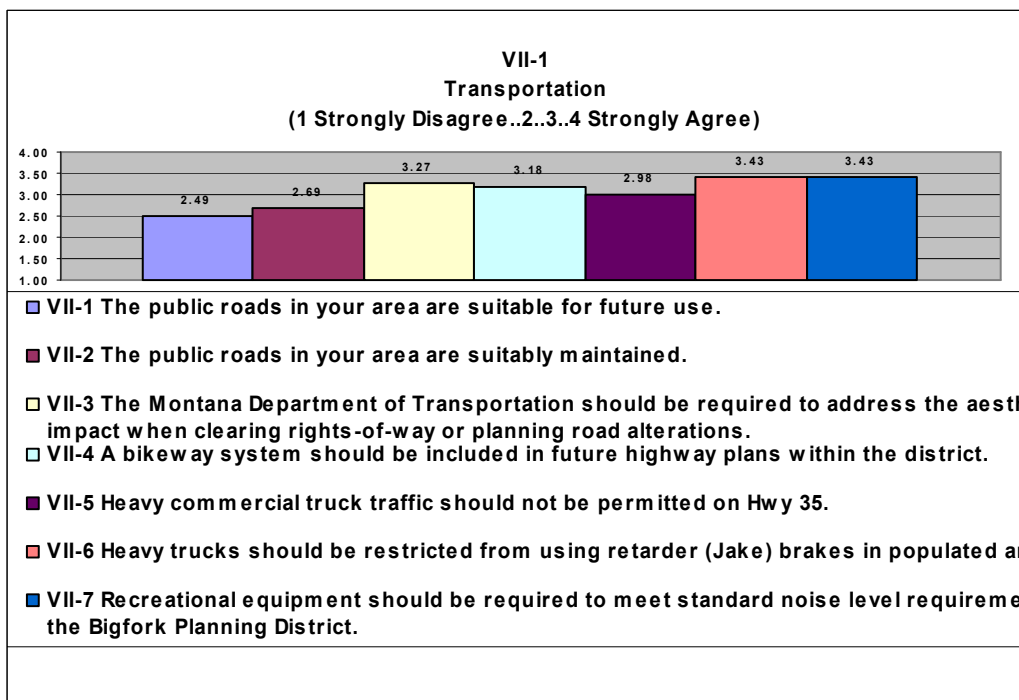 VII-1
Transportation
(1 Strongly Disagree..2..3..4 Strongly Agree)
4.00
3.50
3.00
2.50
2.00
1.50
1.00
2.49
2.69
3.27
3.18
2.98
3.43
3.43
VII-1 The public roads in your area are suitable for future use.
VII-2 The public roads in your area are suitably maintained.
VII-3 The Montana Department of Transportation should be required to address the aesth
impact when clearing rights-of-way or planning road alterations.
VII-4 A bikeway system should be included in future highway plans within the district.
VII-5 Heavy commercial truck traffic should not be permitted on Hwy 35.
VII-6 Heavy trucks should be restricted from using retarder (Jake) brakes in populated ar
VII-7 Recreational equipment should be required to meet standard noise level requireme
the Bigfork Planning District.